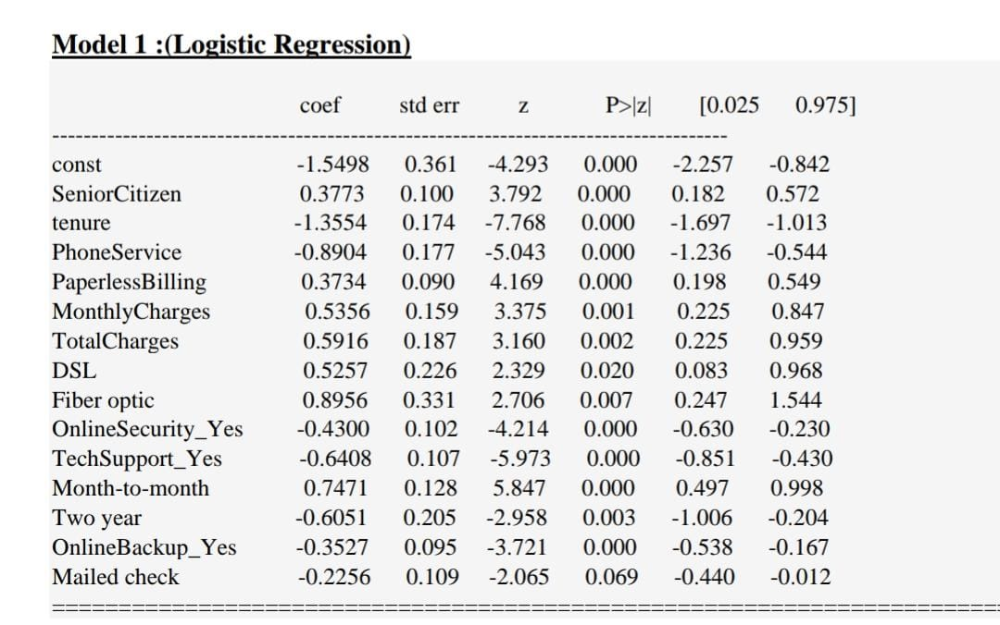 Model 1 :(Logistic Regression)
coef std err z P>|z| [0.025 0.975]
--------------------------------------------------------------------------------
const -1.5498 0.361 -4.293 0.000 -2.257 -0.842
SeniorCitizen 0.3773 0.100 3.792 0.000 0.182 0.572
tenure -1.3554 0.174 -7.768 0.000 -1.697 -1.013
PhoneService -0.8904 0.177 -5.043 0.000 -1.236 -0.544
PaperlessBilling 0.3734 0.090 4.169 0.000 0.198 0.549
MonthlyCharges 0.5356 0.159 3.375 0.001 0.225 0.847
TotalCharges 0.5916 0.187 3.160 0.002 0.225 0.959
DSL 0.5257 0.226 2.329 0.020 0.083 0.968
Fiber optic 0.8956 0.331 2.706 0.007 0.247 1.544
OnlineSecurity_Yes -0.4300 0.102 -4.214 0.000 -0.630 -0.230
TechSupport_Yes -0.6408 0.107 -5.973 0.000 -0.851 -0.430
Month-to-month 0.7471 0.128 5.847 0.000 0.497 0.998
Two year -0.6051 0.205 -2.958 0.003 -1.006 -0.204
OnlineBackup_Yes -0.3527 0.095 -3.721 0.000 -0.538 -0.167
Mailed check -0.2256 0.109 -2.065 0.069 -0.440 -0.012
==============================================================================